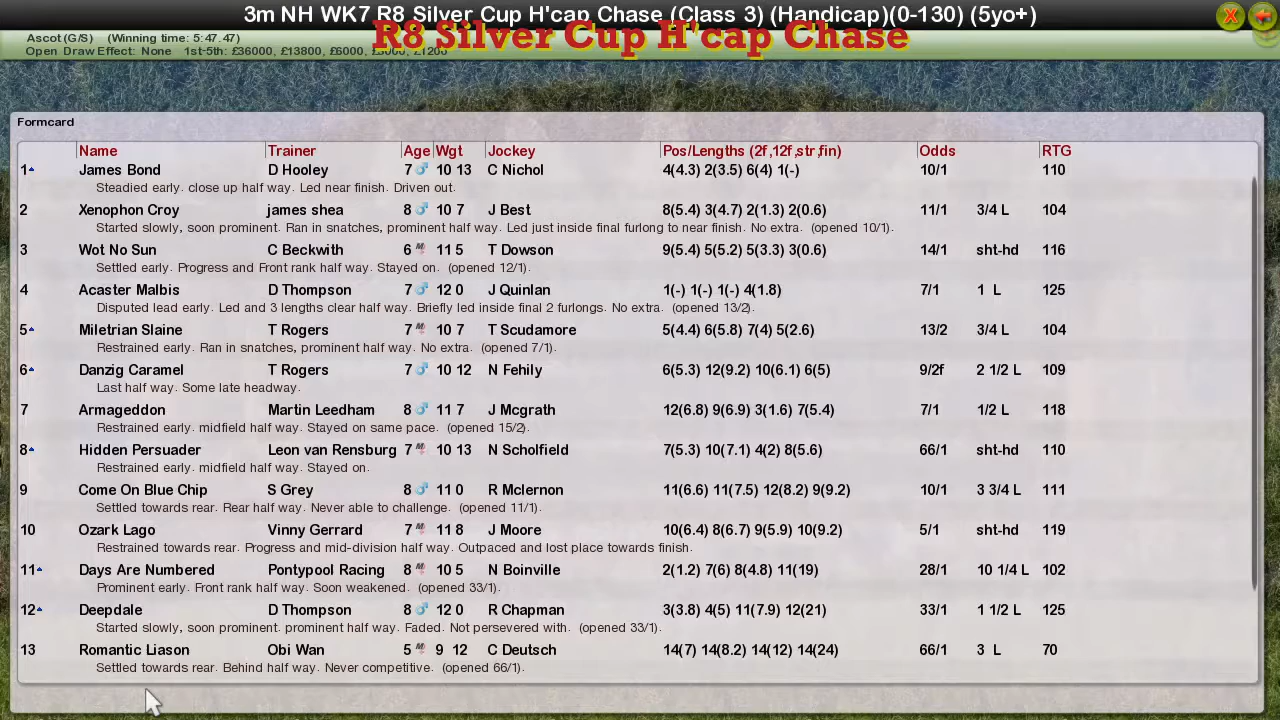 3m NH WK7 R8 Silver Cup H'cap Chase (Class 3) (Handicap)(0-130) (5yo+)
R8 Silver Cup H'cap Chase
Ascot(G/S) (Winning time: 5:47.47)
Open Draw Effect: None 1st-5th: £36000, £13800, £6000, £3000, £1200
Formcard
Name Trainer Age Wgt Jockey Pos/Lengths (2f,12f,str,fin) Odds RTG
1 James Bond D Hooley 7 10 13 C Nichol 4(4.3) 2(3.5) 6(4) 1(-) 10/1 110
Steadied early. close up half way. Led near finish. Driven out.
2 Xenophon Croy james shea 8 10 7 J Best 8(5.4) 3(4.7) 2(1.3) 2(0.6) 11/1 3/4 L 104
Started slowly, soon prominent. Ran in snatches, prominent half way. Led just inside final furlong to near finish. No extra. (opened 10/1).
3 Wot No Sun C Beckwith 6 11 5 T Dowson 9(5.4) 5(5.2) 5(3.3) 3(0.6) 14/1 sht-hd 116
Settled early. Progress and Front rank half way. Stayed on. (opened 12/1).
4 Acaster Malbis D Thompson 7 12 0 J Quinlan 1(-) 1(-) 1(-) 4(1.8) 7/1 1 L 125
Disputed lead early. Led and 3 lengths clear half way. Briefly led inside final 2 furlongs. No extra. (opened 13/2).
5 Miletrian Slaine T Rogers 7 10 7 T Scudamore 5(4.4) 6(5.8) 7(4) 5(2.6) 13/2 3/4 L 104
Restrained early. Ran in snatches, prominent half way. No extra. (opened 7/1).
6 Danzig Caramel T Rogers 7 10 12 N Fehily 6(5.3) 12(9.2) 10(6.1) 6(5) 9/2f 2 1/2 L 109
Last half way. Some late headway.
7 Armageddon Martin Leedham 8 11 7 J Mcgrath 12(6.8) 9(6.9) 3(1.6) 7(5.4) 7/1 1/2 L 118
Restrained early. midfield half way. Stayed on same pace. (opened 15/2).
8 Hidden Persuader Leon van Rensburg 7 10 13 N Scholfield 7(5.3) 10(7.1) 4(2) 8(5.6) 66/1 sht-hd 110
Restrained early. midfield half way. Stayed on.
9 Come On Blue Chip S Grey 8 11 0 R Mclernon 11(6.6) 11(7.5) 12(8.2) 9(9.2) 10/1 3 3/4 L 111
Settled towards rear. Rear half way. Never able to challenge. (opened 11/1).
10 Ozark Lago Vinny Gerrard 7 11 8 J Moore 10(6.4) 8(6.7) 9(5.9) 10(9.2) 5/1 sht-hd 119
Restrained towards rear. Progress and mid-division half way. Outpaced and lost place towards finish.
11 Days Are Numbered Pontypool Racing 8 10 5 N Boinville 2(1.2) 7(6) 8(4.8) 11(19) 28/1 10 1/4 L 102
Prominent early. Front rank half way. Soon weakened. (opened 33/1).
12 Deepdale D Thompson 8 12 0 R Chapman 3(3.8) 4(5) 11(7.9) 12(21) 33/1 1 1/2 L 125
Started slowly, soon prominent. prominent half way. Faded. Not persevered with. (opened 33/1).
13 Romantic Liason Obi Wan 5 9 12 C Deutsch 14(7) 14(8.2) 14(12) 14(24) 66/1 3 L 70
Settled towards rear. Behind half way. Never competitive. (opened 66/1).